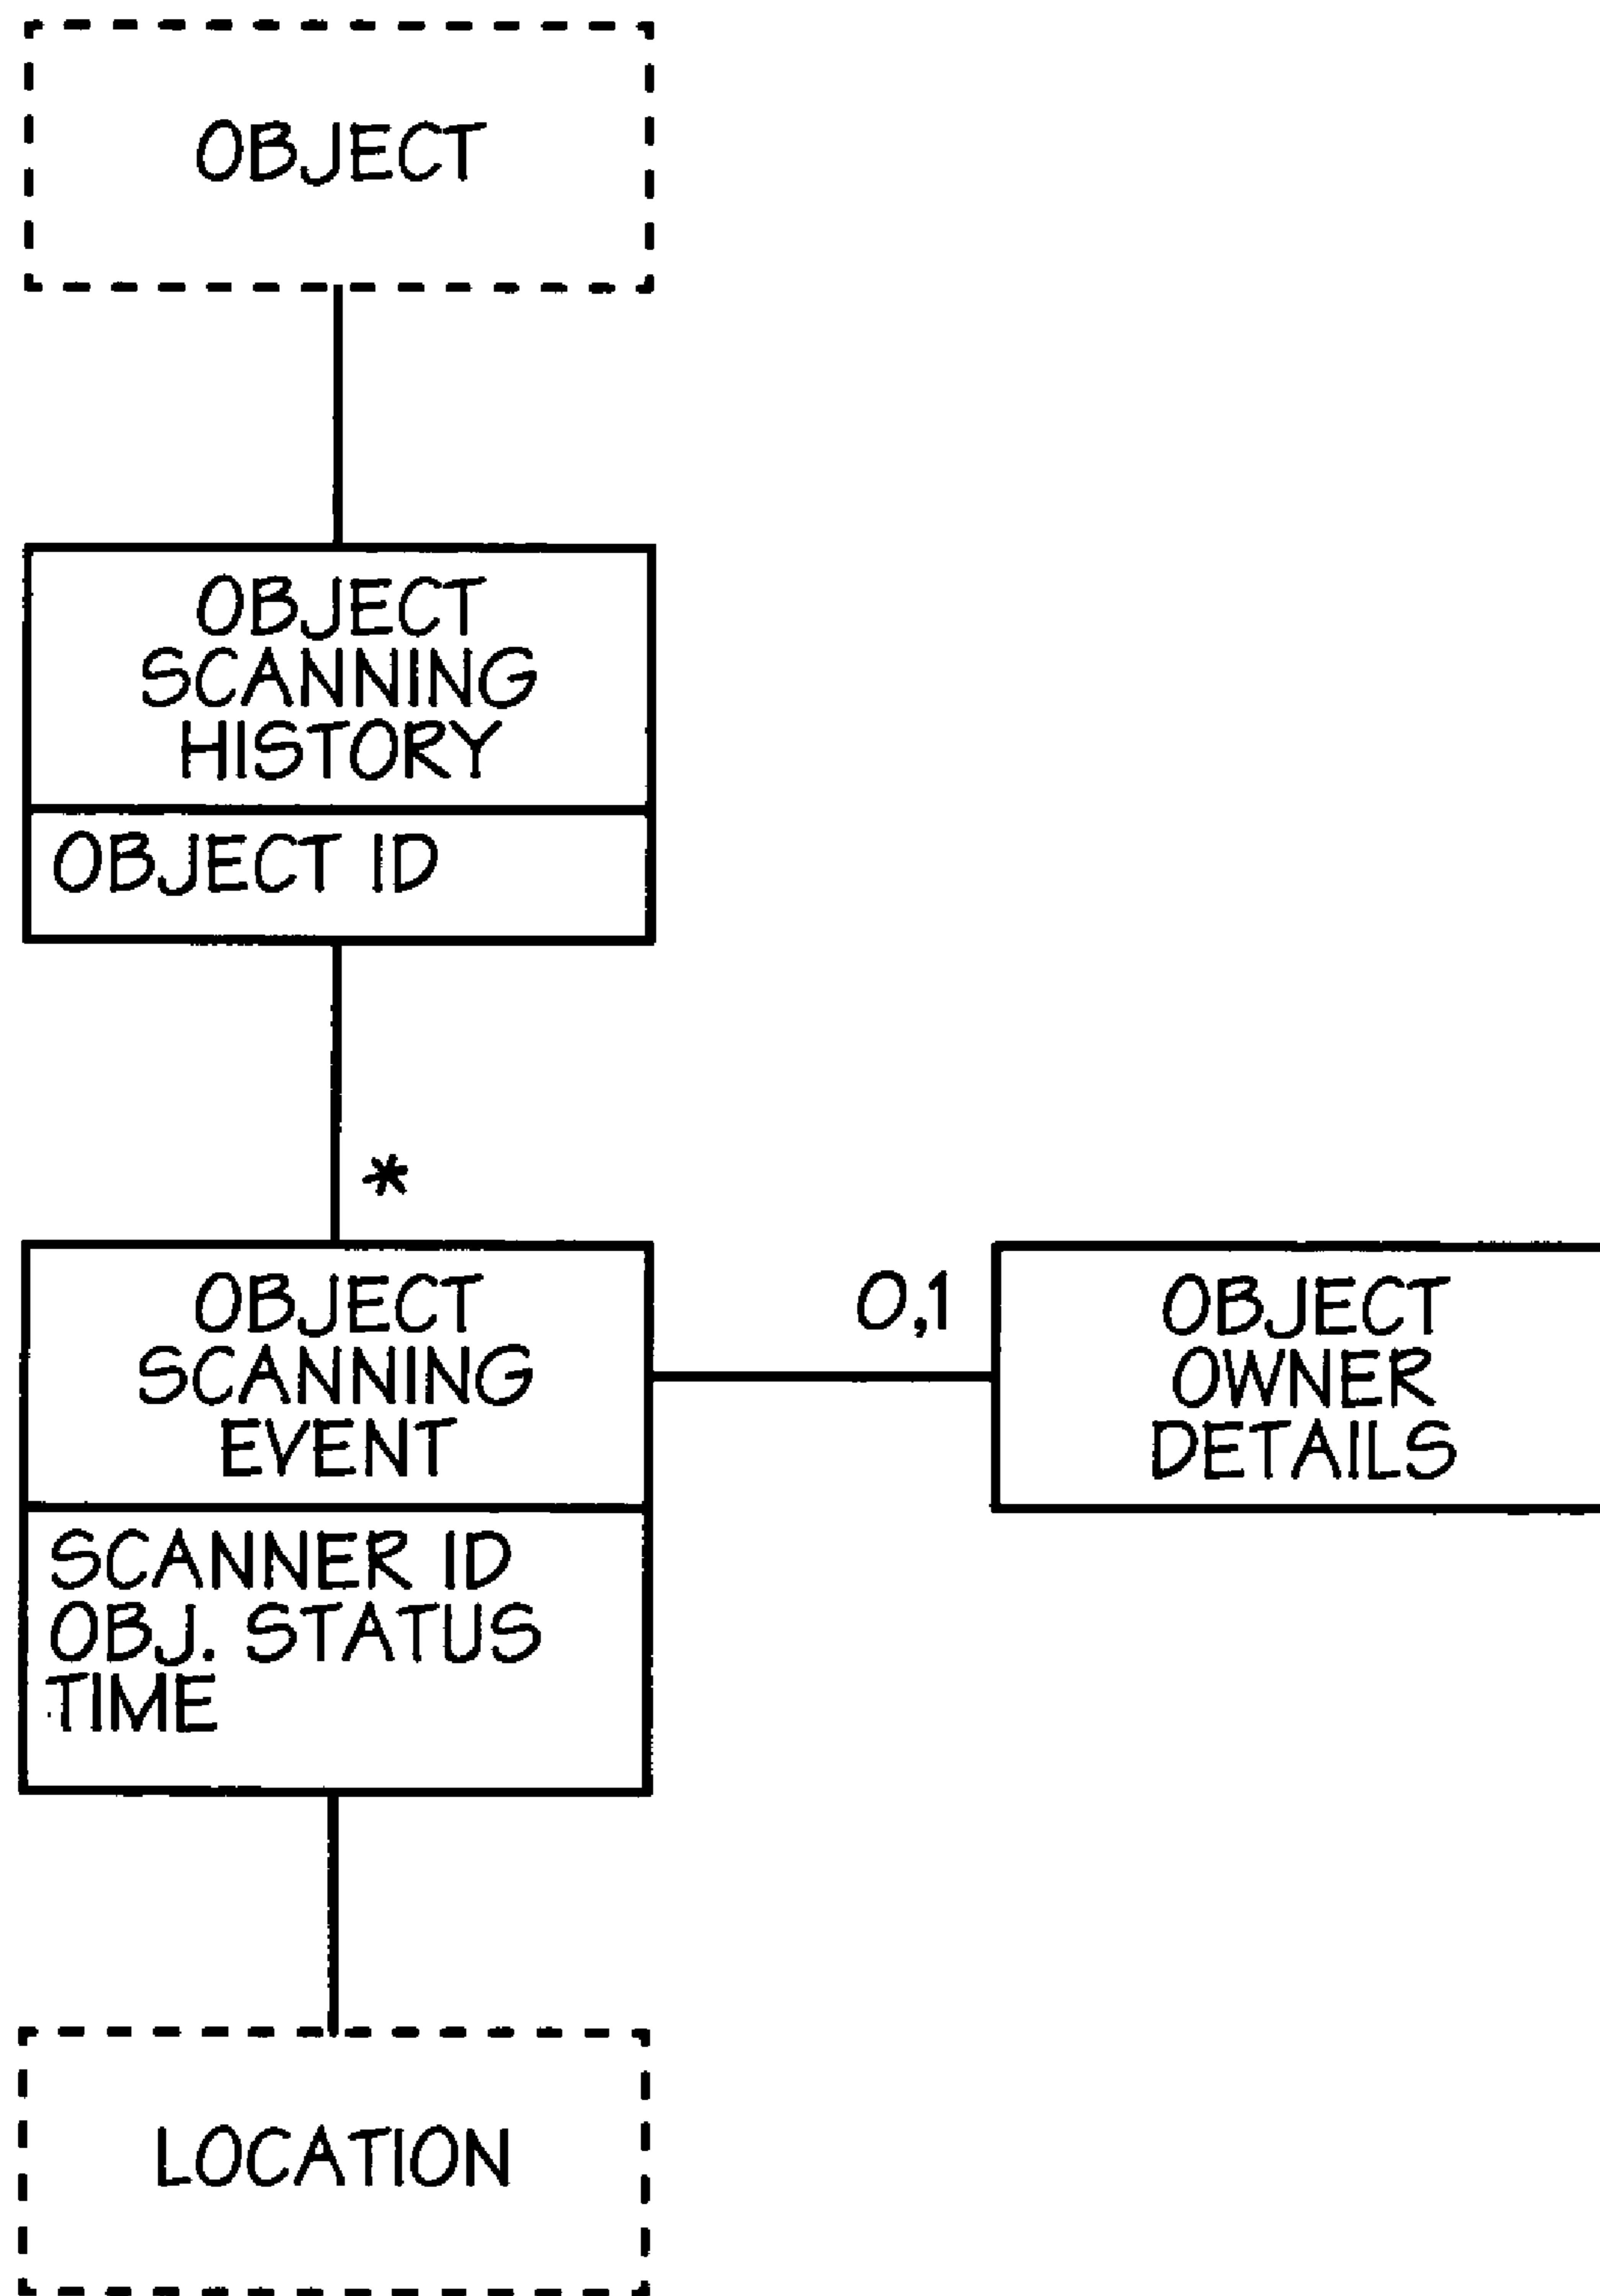 OBJECT
OBJECT
SCANNING
HISTORY
OBJECT ID
*
OBJECT
SCANNING
EVENT
0,1
OBJECT
OWNER
DETAILS
SCANNER ID
OBJ. STATUS
TIME
LOCATION